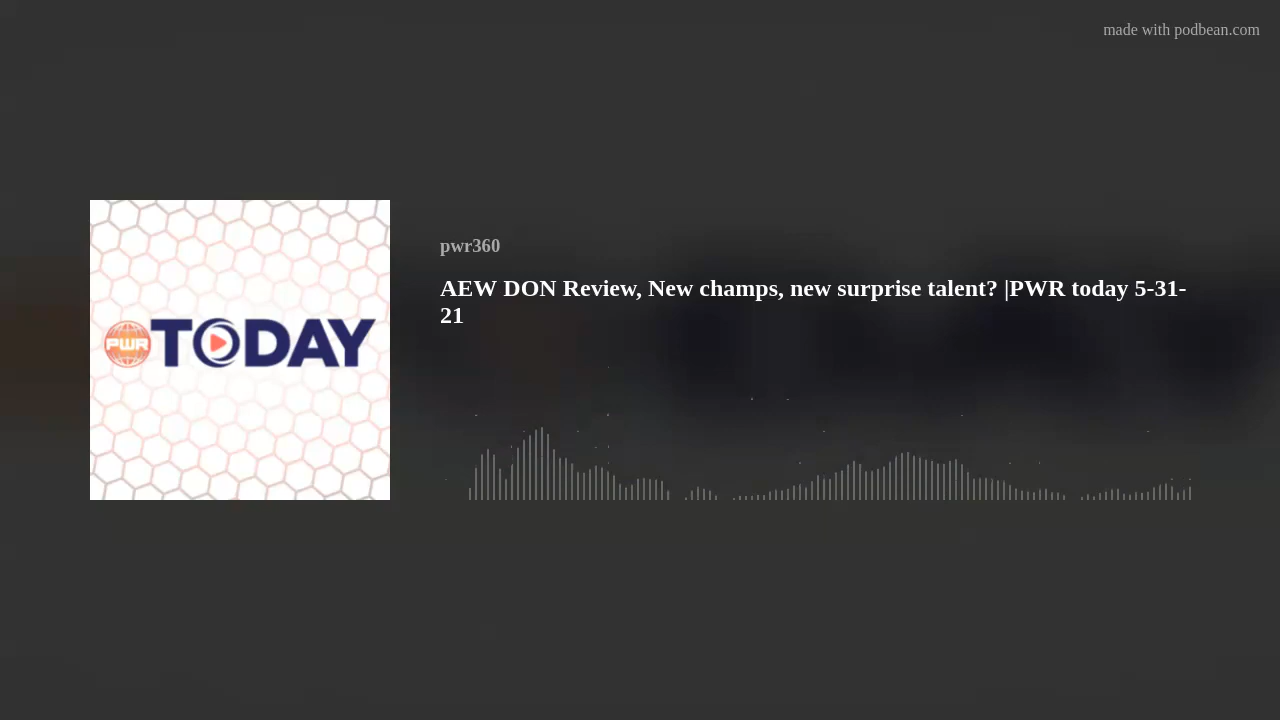 made with podbean.com
pwr360
AEW DON Review, New champs, new surprise talent? |PWR today 5-31-
21
PWR TODAY